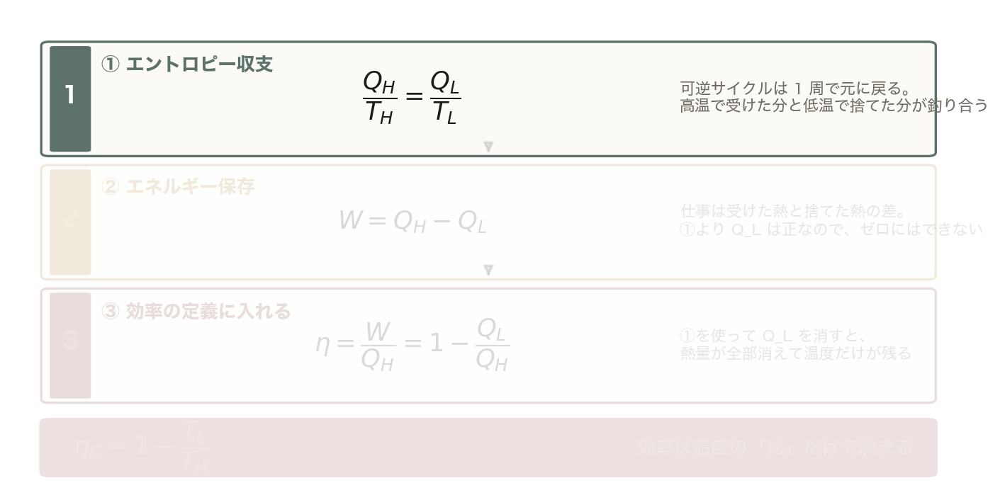 1
① エントロピー収支
Q_H/T_H = Q_L/T_L
可逆サイクルは 1 周で元に戻る。
高温で受けた分と低温で捨てた分が釣り合う
2
② エネルギー保存
W = Q_H − Q_L
仕事は受けた熱と捨てた熱の差。
①より Q_L は正なので、ゼロにはできない
3
③ 効率の定義に入れる
η = W/Q_H = 1 − Q_L/Q_H
①を使って Q_L を消すと、
熱量が全部消えて温度だけが残る
η_C = 1 − T_L/T_H
効率は温度の「比」だけで決まる